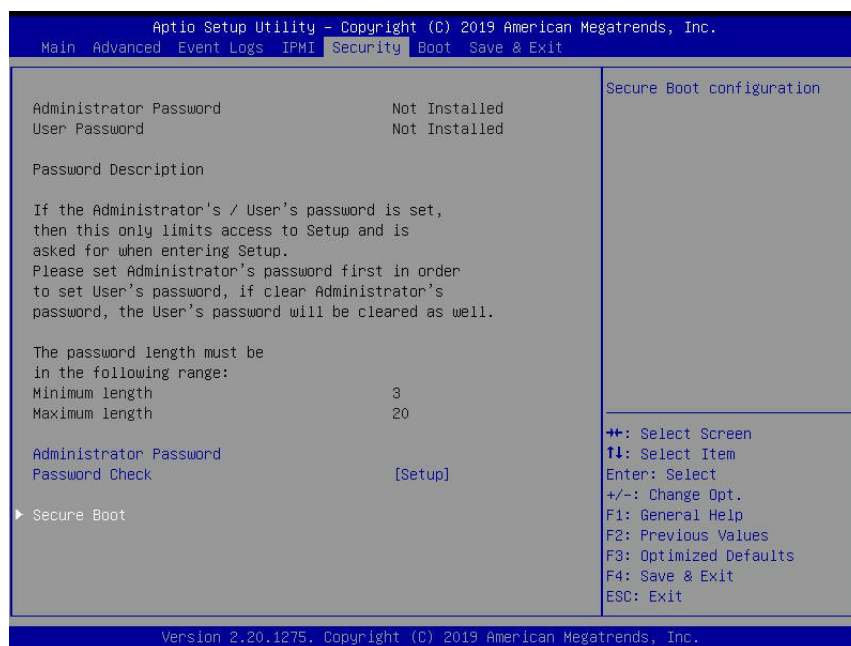 Aptio Setup Utility – Copyright (C) 2019 American Megatrends, Inc.
Main Advanced Event Logs IPMI Security Boot Save & Exit
Secure Boot configuration
Administrator Password Not Installed
User Password Not Installed
Password Description
If the Administrator's / User's password is set,
then this only limits access to Setup and is
asked for when entering Setup.
Please set Administrator's password first in order
to set User's password, if clear Administrator's
password, the User's password will be cleared as well.
The password length must be
in the following range:
Minimum length 3
Maximum length 20
Administrator Password
Password Check [Setup]
Secure Boot
→←: Select Screen
↑↓: Select Item
Enter: Select
+/-: Change Opt.
F1: General Help
F2: Previous Values
F3: Optimized Defaults
F4: Save & Exit
ESC: Exit
Version 2.20.1275. Copyright (C) 2019 American Megatrends, Inc.